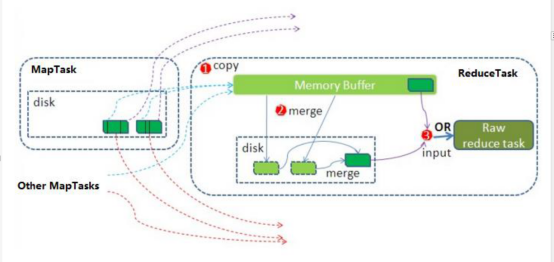 MapTask
disk
Other MapTasks
1 copy
Memory Buffer
ReduceTask
2 merge
disk
merge
3
OR
input
Raw
reduce task